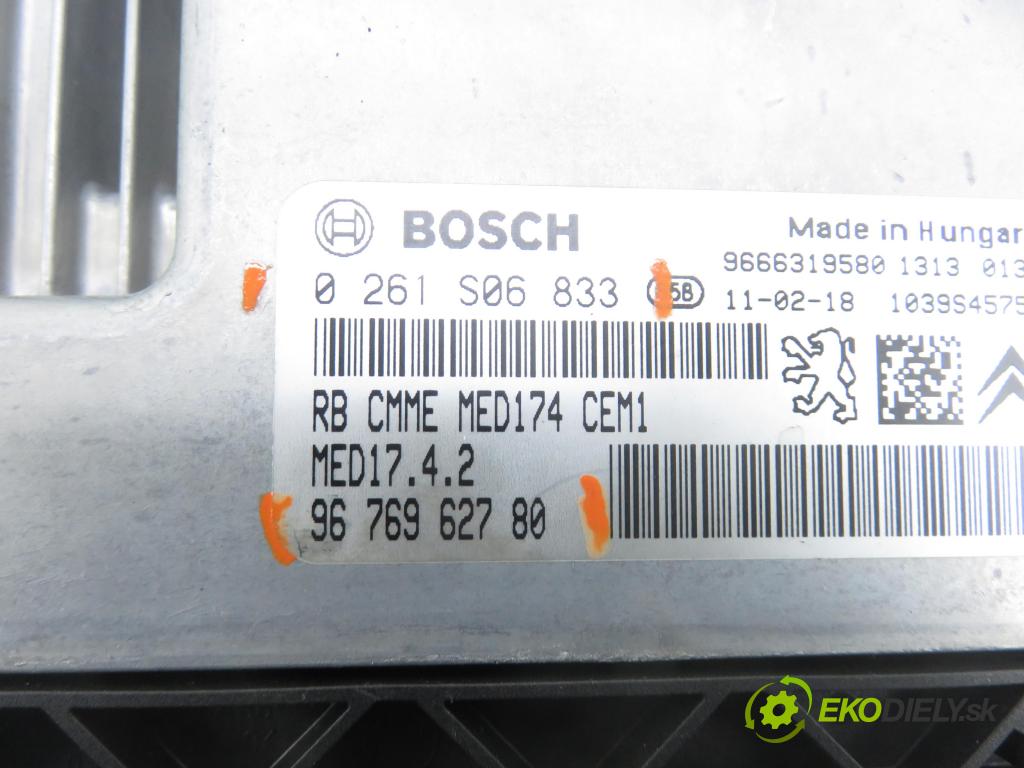 BOSCH
Made in Hungar
9666319580 1313 013
0 261 S06 833
11-02-18 1039S4575
RB CMME MED174 CEM1
MED17.4.2
96 769 627 80
EKODIELY.sk